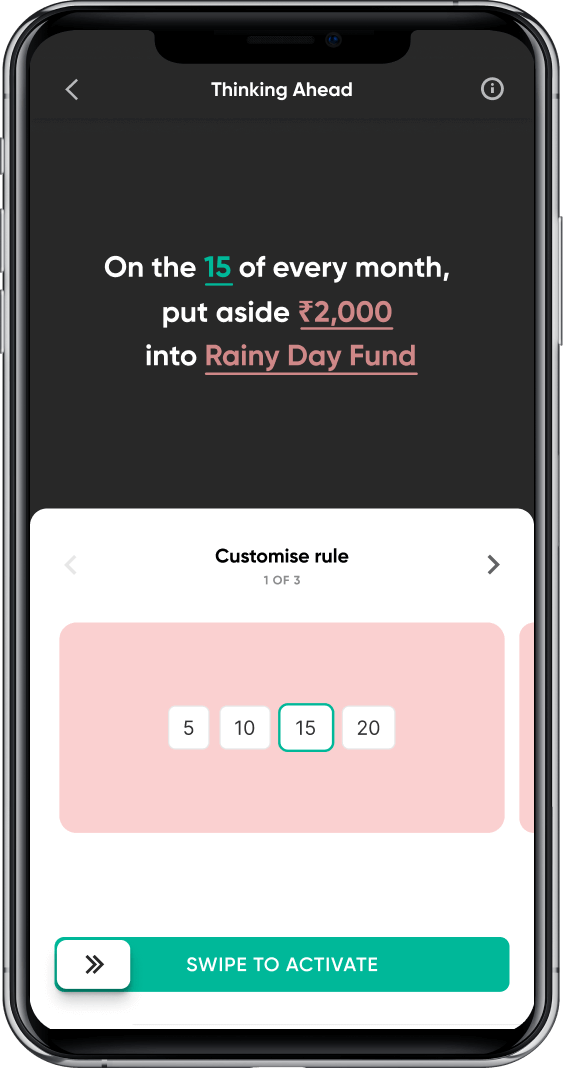 Thinking Ahead
On the 15 of every month,
put aside ₹2,000
into Rainy Day Fund
Customise rule
1 OF 3
5 10 15 20
SWIPE TO ACTIVATE